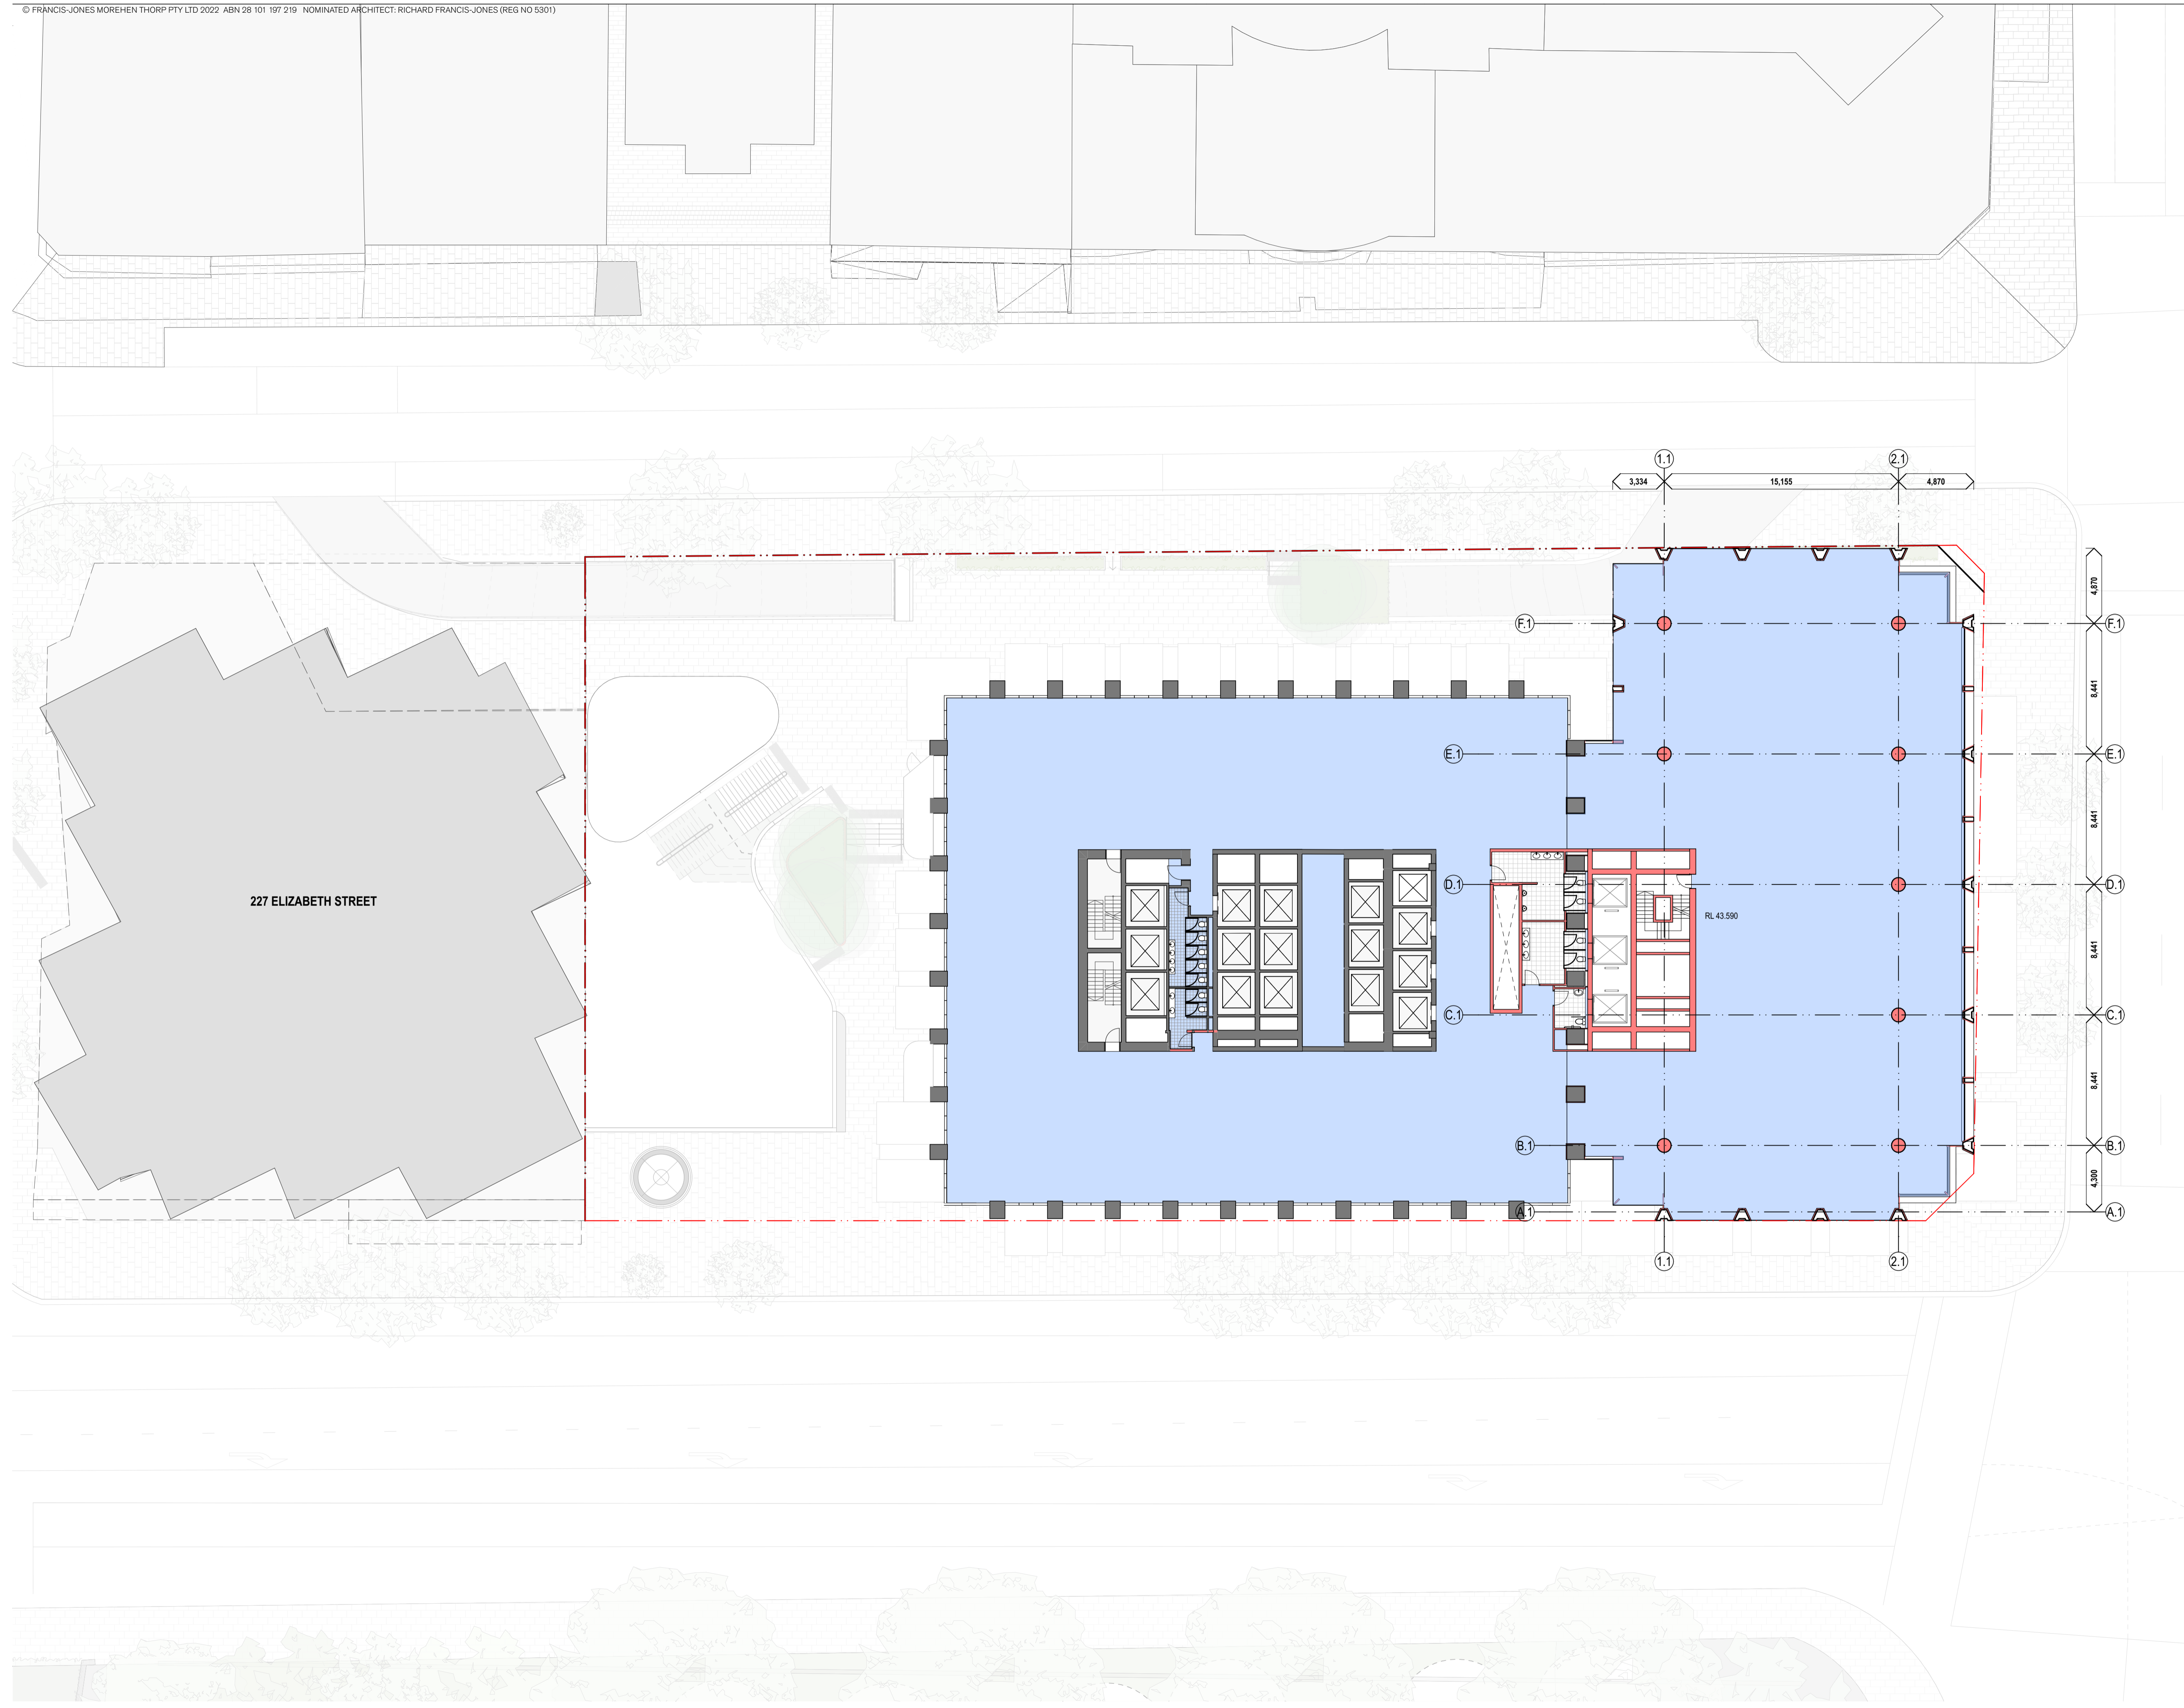 © FRANCIS-JONES MOREHEN THORP PTY LTD 2022 ABN 28 101 197 219 NOMINATED ARCHITECT: RICHARD FRANCIS-JONES (REG NO 5301)
1.1
2.1
3,334
15,155
4,870
4,870
F.1
F.1
8,441
E.1
E.1
8,441
D.1
D.1
227 ELIZABETH STREET
RL 43.590
8,441
C.1
C.1
8,441
B.1
B.1
4,300
A.1
A.1
1.1
2.1